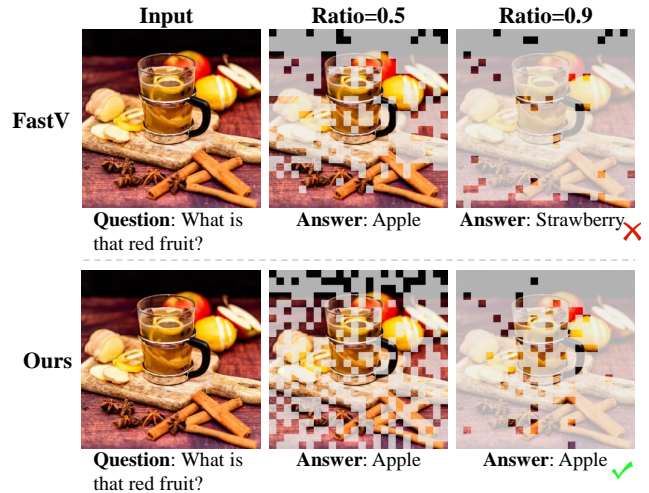 Input Ratio=0.5 Ratio=0.9
FastV
Question: What is
that red fruit?
Answer: Apple
Answer: Strawberry
Ours
Question: What is
that red fruit?
Answer: Apple
Answer: Apple